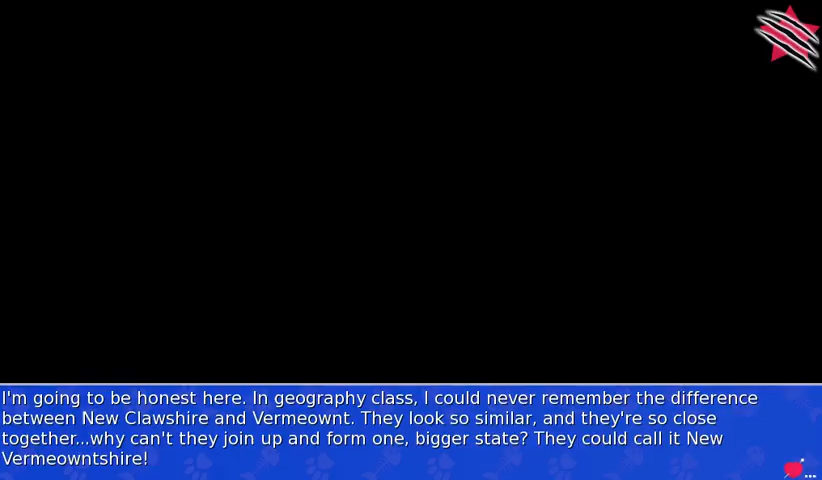 I'm going to be honest here. In geography class, I could never remember the difference
between New Clawshire and Vermeownt. They look so similar, and they're so close
together...why can't they join up and form one, bigger state? They could call it New
Vermeowntshire!
...